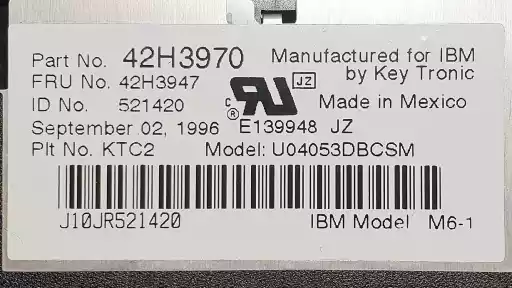 Part No. 42H3970 Manufactured for IBM
FRU No. 42H3947 by Key Tronic
JZ
ID No. 521420 Made in Mexico
September 02, 1996 E139948 JZ
Plt No. KTC2 Model: U04053DBCSM
J10JR521420 IBM Model M6-1